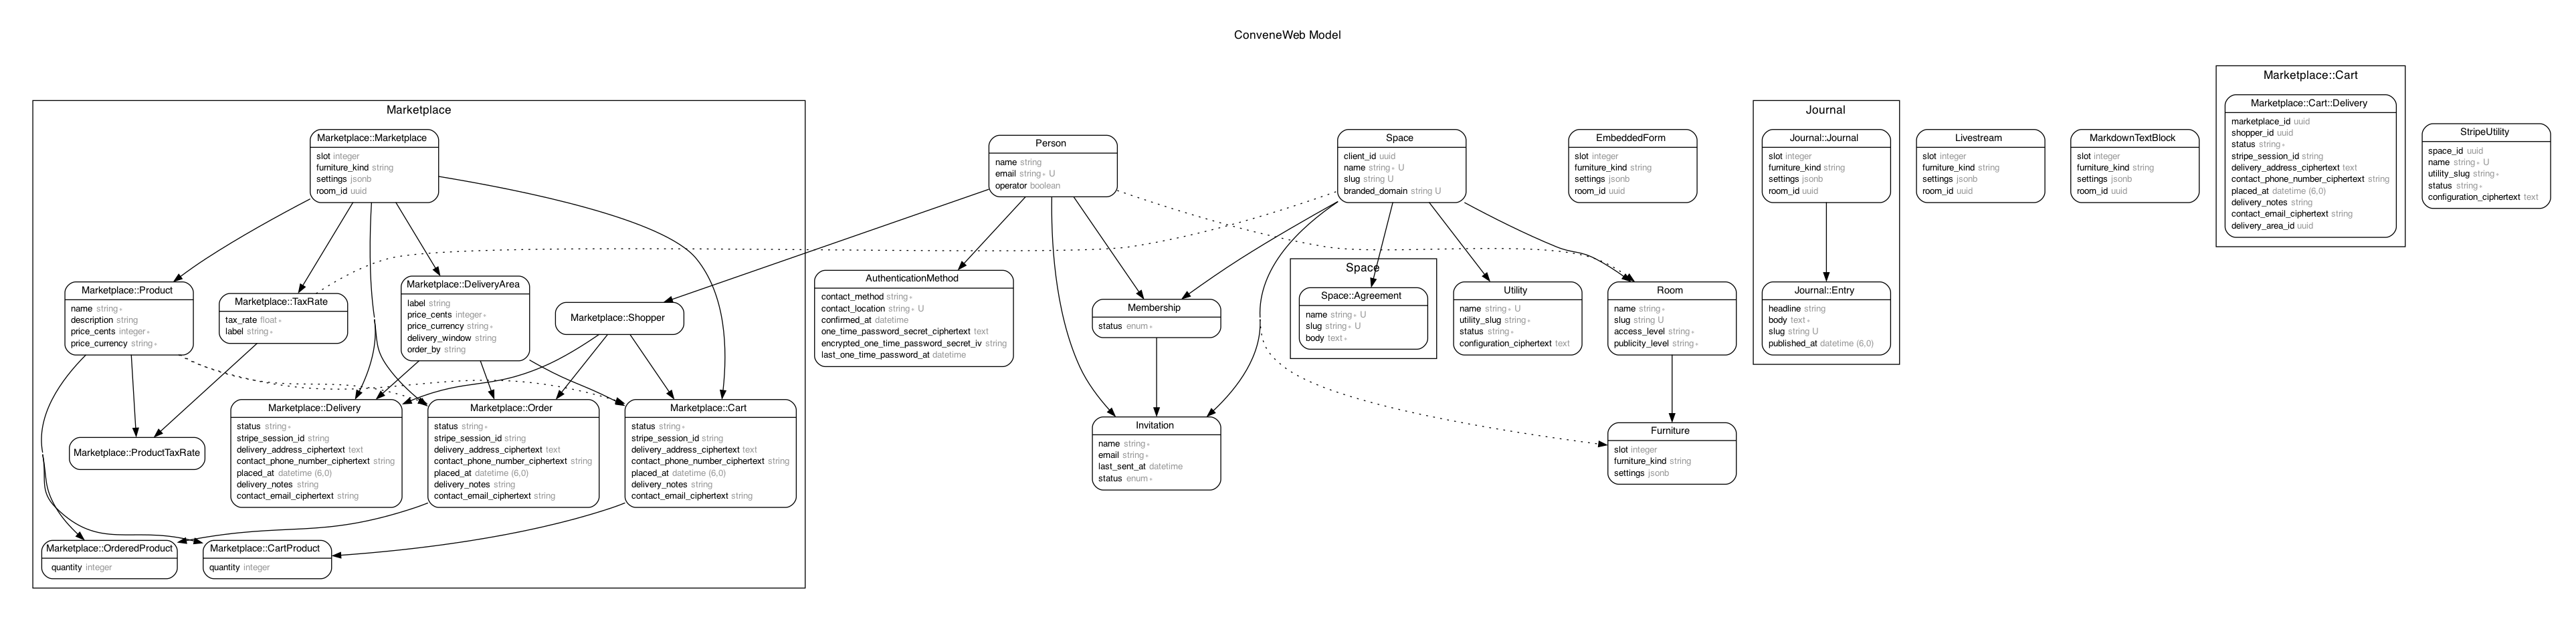 ConveneWeb Model
Marketplace
Marketplace::Marketplace
slot integer
furniture_kind string
settings jsonb
room_id uuid
Marketplace::Product
name string *
description string
price_cents integer *
price_currency string *
Marketplace::TaxRate
tax_rate float *
label string *
Marketplace::DeliveryArea
label string
price_cents integer *
price_currency string *
delivery_window string
order_by string
Marketplace::Shopper
Marketplace::ProductTaxRate
Marketplace::Delivery
status string *
stripe_session_id string
delivery_address_ciphertext text
contact_phone_number_ciphertext string
placed_at datetime (6,0)
delivery_notes string
contact_email_ciphertext string
Marketplace::Order
status string *
stripe_session_id string
delivery_address_ciphertext text
contact_phone_number_ciphertext string
placed_at datetime (6,0)
delivery_notes string
contact_email_ciphertext string
Marketplace::Cart
status string *
stripe_session_id string
delivery_address_ciphertext text
contact_phone_number_ciphertext string
placed_at datetime (6,0)
delivery_notes string
contact_email_ciphertext string
Marketplace::OrderedProduct
quantity integer
Marketplace::CartProduct
quantity integer
Person
name string
email string * U
operator boolean
AuthenticationMethod
contact_method string *
contact_location string * U
confirmed_at datetime
one_time_password_secret_ciphertext text
encrypted_one_time_password_secret_iv string
last_one_time_password_at datetime
Membership
status enum *
Invitation
name string *
email string *
last_sent_at datetime
status enum *
Space
client_id uuid
name string * U
slug string U
branded_domain string U
Space
Space::Agreement
name string * U
slug string * U
body text *
Utility
name string * U
utility_slug string *
status string *
configuration_ciphertext text
EmbeddedForm
slot integer
furniture_kind string
settings jsonb
room_id uuid
Room
name string *
slug string U
access_level string *
publicity_level string *
Furniture
slot integer
furniture_kind string
settings jsonb
Journal
Journal::Journal
slot integer
furniture_kind string
settings jsonb
room_id uuid
Journal::Entry
headline string
body text *
slug string U
published_at datetime (6,0)
Livestream
slot integer
furniture_kind string
settings jsonb
room_id uuid
MarkdownTextBlock
slot integer
furniture_kind string
settings jsonb
room_id uuid
Marketplace::Cart
Marketplace::Cart::Delivery
marketplace_id uuid
shopper_id uuid
status string *
stripe_session_id string
delivery_address_ciphertext text
contact_phone_number_ciphertext string
placed_at datetime (6,0)
delivery_notes string
contact_email_ciphertext string
delivery_area_id uuid
StripeUtility
space_id uuid
name string * U
utility_slug string *
status string *
configuration_ciphertext text